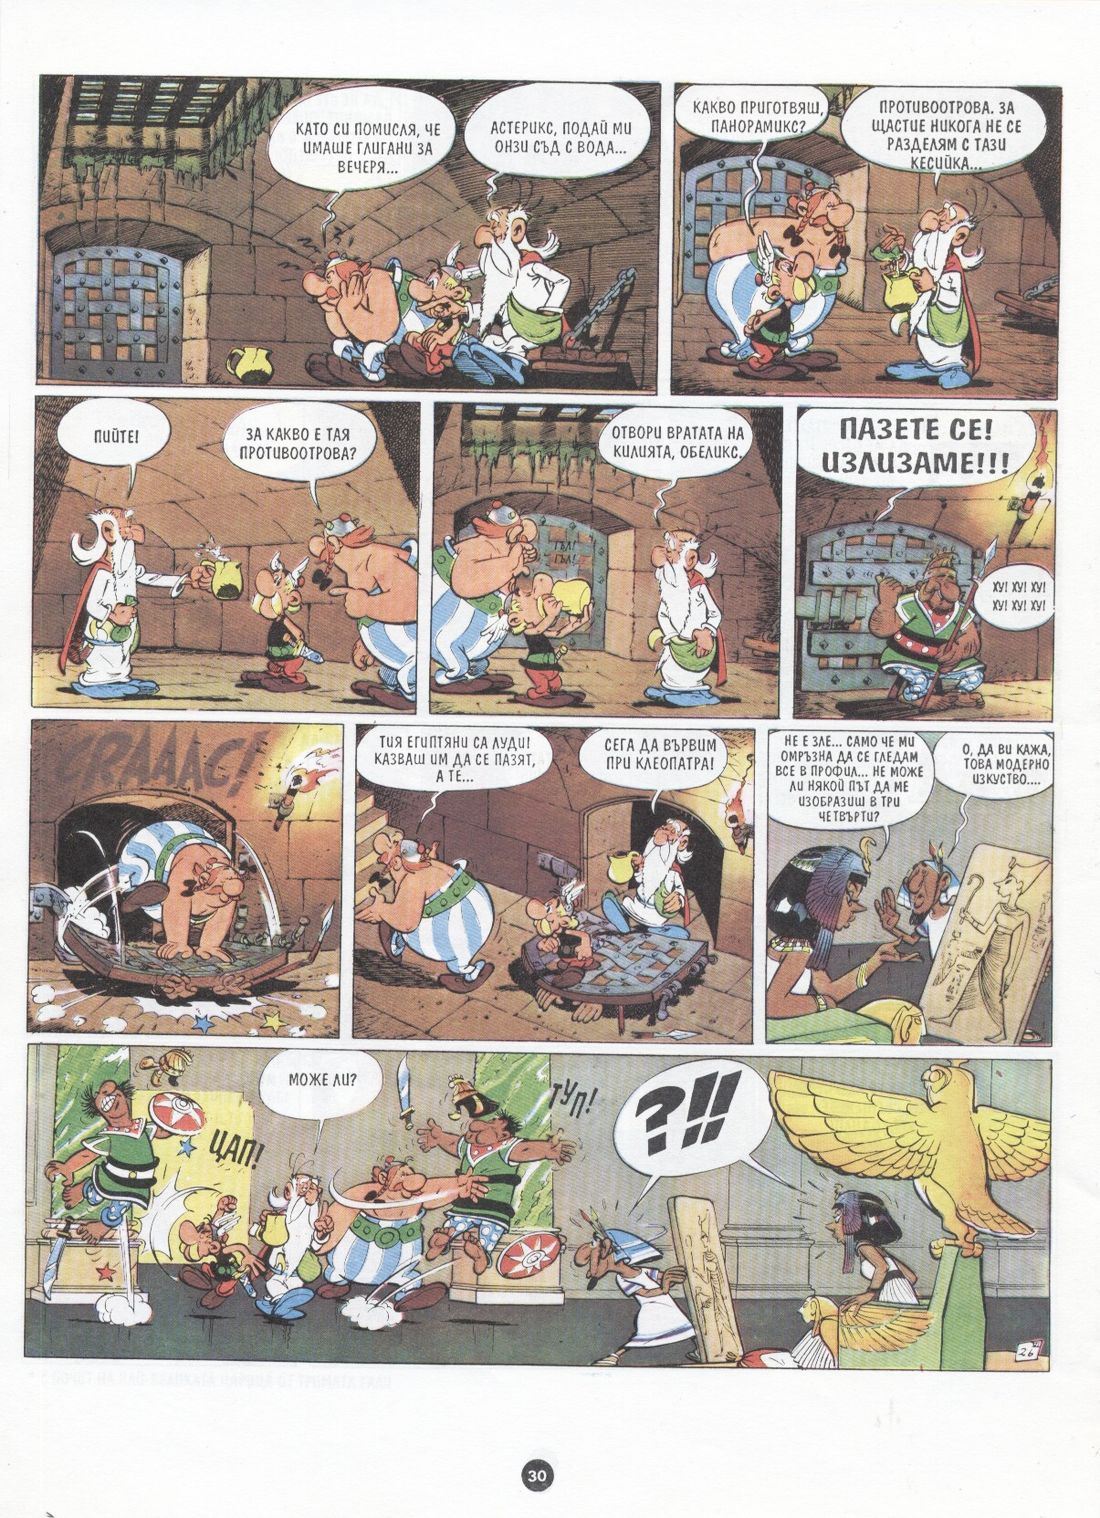 КАТО СИ ПОМИСЛЯ, ЧЕ
ИМАШЕ ГЛИГАНИ ЗА
ВЕЧЕРЯ...
АСТЕРИКС, ПОДАЙ МИ
ОНЗИ СЪД С ВОДА...
КАКВО ПРИГОТВЯШ,
ПАНОРАМИКС?
ПРОТИВООТРОВА. ЗА
ЩАСТИЕ НИКОГА НЕ СЕ
РАЗДЕЛЯМ С ТАЗИ
КЕСИЙКА...
ПИЙТЕ!
ЗА КАКВО Е ТАЯ
ПРОТИВООТРОВА?
ОТВОРИ ВРАТАТА НА
КИЛИЯТА, ОБЕЛИКС.
ГЪЛ!
ГЪЛ!
ПАЗЕТЕ СЕ!
ИЗЛИЗАМЕ!!!
ХУ! ХУ! ХУ!
ХУ! ХУ! ХУ!
CRAAAC!
ТИЯ ЕГИПТЯНИ СА ЛУДИ!
КАЗВАШ ИМ ДА СЕ ПАЗЯТ,
А ТЕ...
СЕГА ДА ВЪРВИМ
ПРИ КЛЕОПАТРА!
НЕ Е ЗЛЕ... САМО ЧЕ МИ
ОМРЪЗНА ДА СЕ ГЛЕДАМ
ВСЕ В ПРОФИЛ... НЕ МОЖЕ
ЛИ НЯКОЙ ПЪТ ДА МЕ
ИЗОБРАЗИШ В ТРИ
ЧЕТВЪРТИ?
О, ДА ВИ КАЖА,
ТОВА МОДЕРНО
ИЗКУСТВО....
ЦАП!
МОЖЕ ЛИ?
ТУП!
?!!
26
30